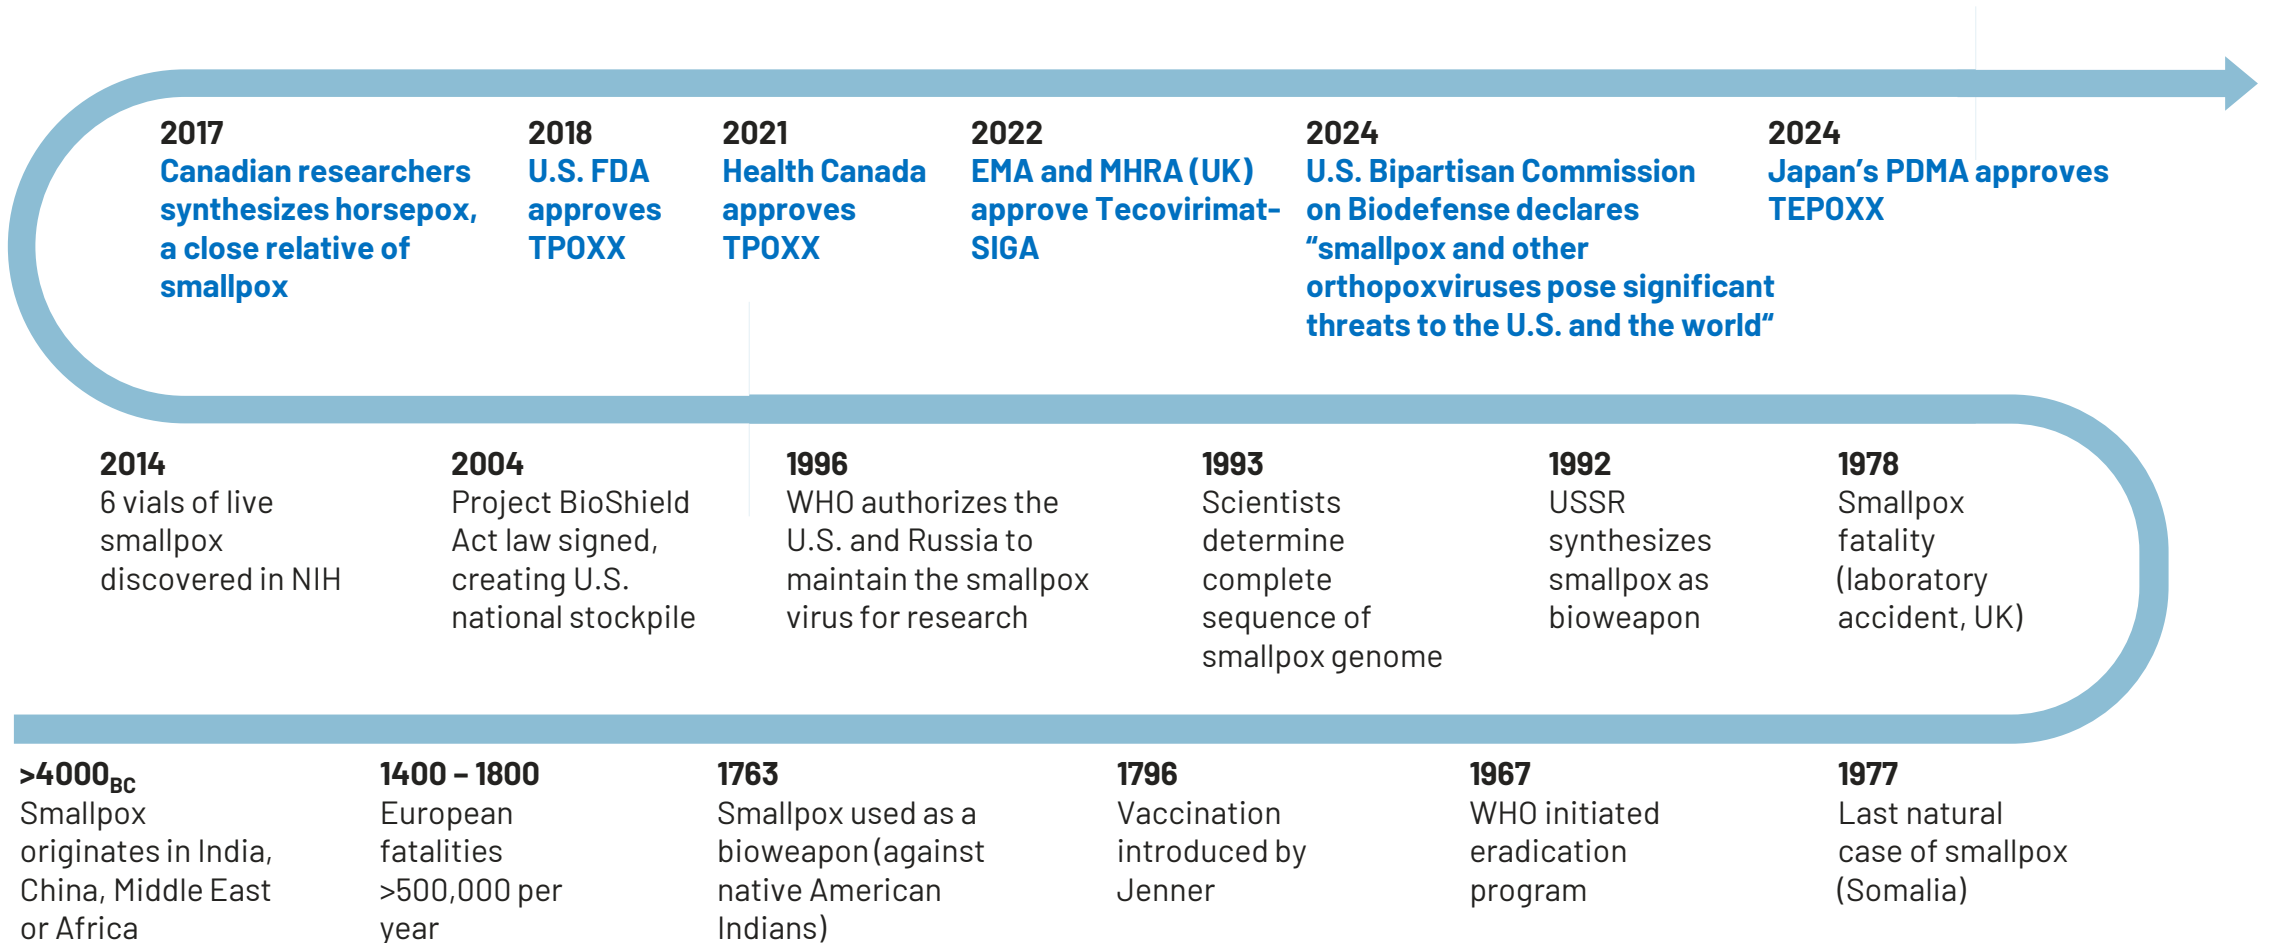 2017
Canadian researchers
synthesizes horsepox,
a close relative of
smallpox
2018
U.S. FDA
approves
TPOXX
2021
Health Canada
approves
TPOXX
2022
EMA and MHRA (UK)
approve Tecovirimat-
SIGA
2024
U.S. Bipartisan Commission
on Biodefense declares
“smallpox and other
orthopoxviruses pose significant
threats to the U.S. and the world“
2024
Japan’s PDMA approves
TEPOXX
2014
6 vials of live
smallpox
discovered in NIH
2004
Project BioShield
Act law signed,
creating U.S.
national stockpile
1996
WHO authorizes the
U.S. and Russia to
maintain the smallpox
virus for research
1993
Scientists
determine
complete
sequence of
smallpox genome
1992
USSR
synthesizes
smallpox as
bioweapon
1978
Smallpox
fatality
(laboratory
accident, UK)
>4000BC
Smallpox
originates in India,
China, Middle East
or Africa
1400 – 1800
European
fatalities
>500,000 per
year
1763
Smallpox used as a
bioweapon (against
native American
Indians)
1796
Vaccination
introduced by
Jenner
1967
WHO initiated
eradication
program
1977
Last natural
case of smallpox
(Somalia)